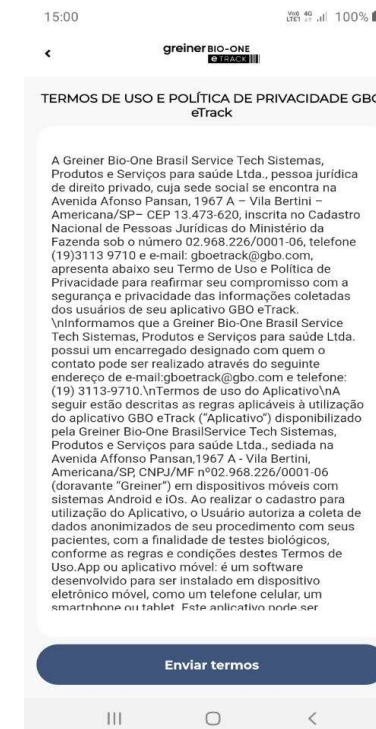 15:00
4G
100%
greiner BIO-ONE
eTRACK
TERMOS DE USO E POLÍTICA DE PRIVACIDADE GBO
eTrack
A Greiner Bio-One Brasil Service Tech Sistemas,
Produtos e Serviços para saúde Ltda., pessoa jurídica
de direito privado, cuja sede social se encontra na
Avenida Afonso Pansan, 1967 A – Vila Bertini –
Americana/SP– CEP 13.473-620, inscrita no Cadastro
Nacional de Pessoas Jurídicas do Ministério da
Fazenda sob o número 02.968.226/0001-06, telefone
(19)3113 9710 e e-mail: gboetrack@gbo.com,
apresenta abaixo seu Termo de Uso e Política de
Privacidade para reafirmar seu compromisso com a
segurança e privacidade das informações coletadas
dos usuários de seu aplicativo GBO eTrack.
\nInformamos que a Greiner Bio-One Brasil Service
Tech Sistemas, Produtos e Serviços para saúde Ltda.
possui um encarregado designado com quem o
contato pode ser realizado através do seguinte
endereço de e-mail:gboetrack@gbo.com e telefone:
(19) 3113-9710.\nTermos de uso do Aplicativo\nA
seguir estão descritas as regras aplicáveis à utilização
do aplicativo GBO eTrack (“Aplicativo”) disponibilizado
pela Greiner Bio-One BrasilService Tech Sistemas,
Produtos e Serviços para saúde Ltda., sediada na
Avenida Affonso Pansan,1967 A - Vila Bertini,
Americana/SP, CNPJ/MF nº02.968.226/0001-06
(doravante “Greiner”) em dispositivos móveis com
sistemas Android e iOs. Ao realizar o cadastro para
utilização do Aplicativo, o Usuário autoriza a coleta de
dados anonimizados de seu procedimento com seus
pacientes, com a finalidade de testes biológicos,
conforme as regras e condições destes Termos de
Uso.App ou aplicativo móvel: é um software
desenvolvido para ser instalado em dispositivo
eletrônico móvel, como um telefone celular, um
smartphone ou tablet. Este aplicativo pode ser
Enviar termos